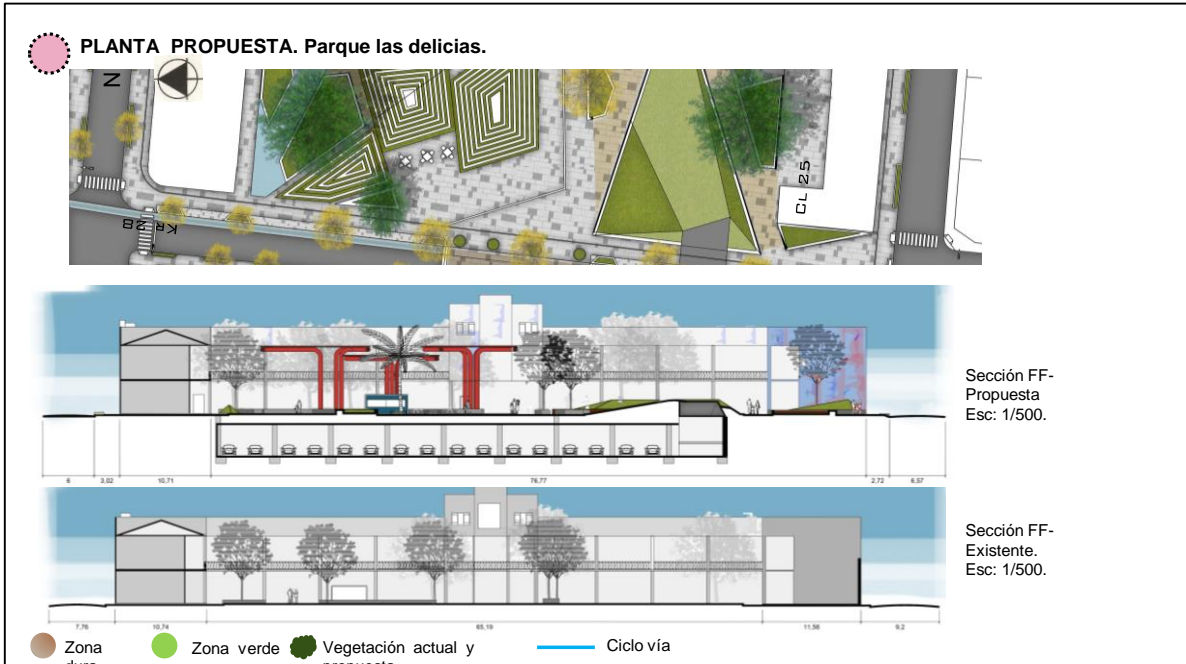 PLANTA PROPUESTA. Parque las delicias.
N
CL 25
KR 28
Sección FF-
Propuesta
Esc: 1/500.
6 3,02 10,71 76,77 2,72 6,57
Sección FF-
Existente.
Esc: 1/500.
7,76 10,74 65,19 11,56 9,2
Zona
dura
Zona verde
Vegetación actual y
propuesta
Ciclo vía